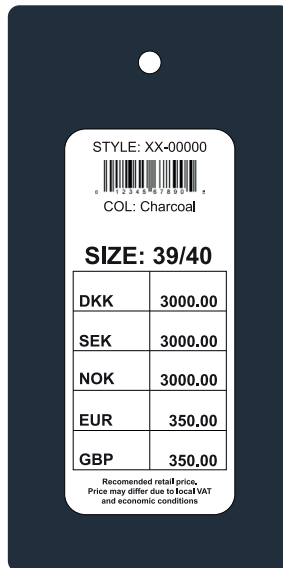 STYLE: XX-00000
0 12345 67890 5
COL: Charcoal
SIZE: 39/40
DKK 3000.00
SEK 3000.00
NOK 3000.00
EUR 350.00
GBP 350.00
Recomended retail price.
Price may differ due to local VAT
and economic conditions